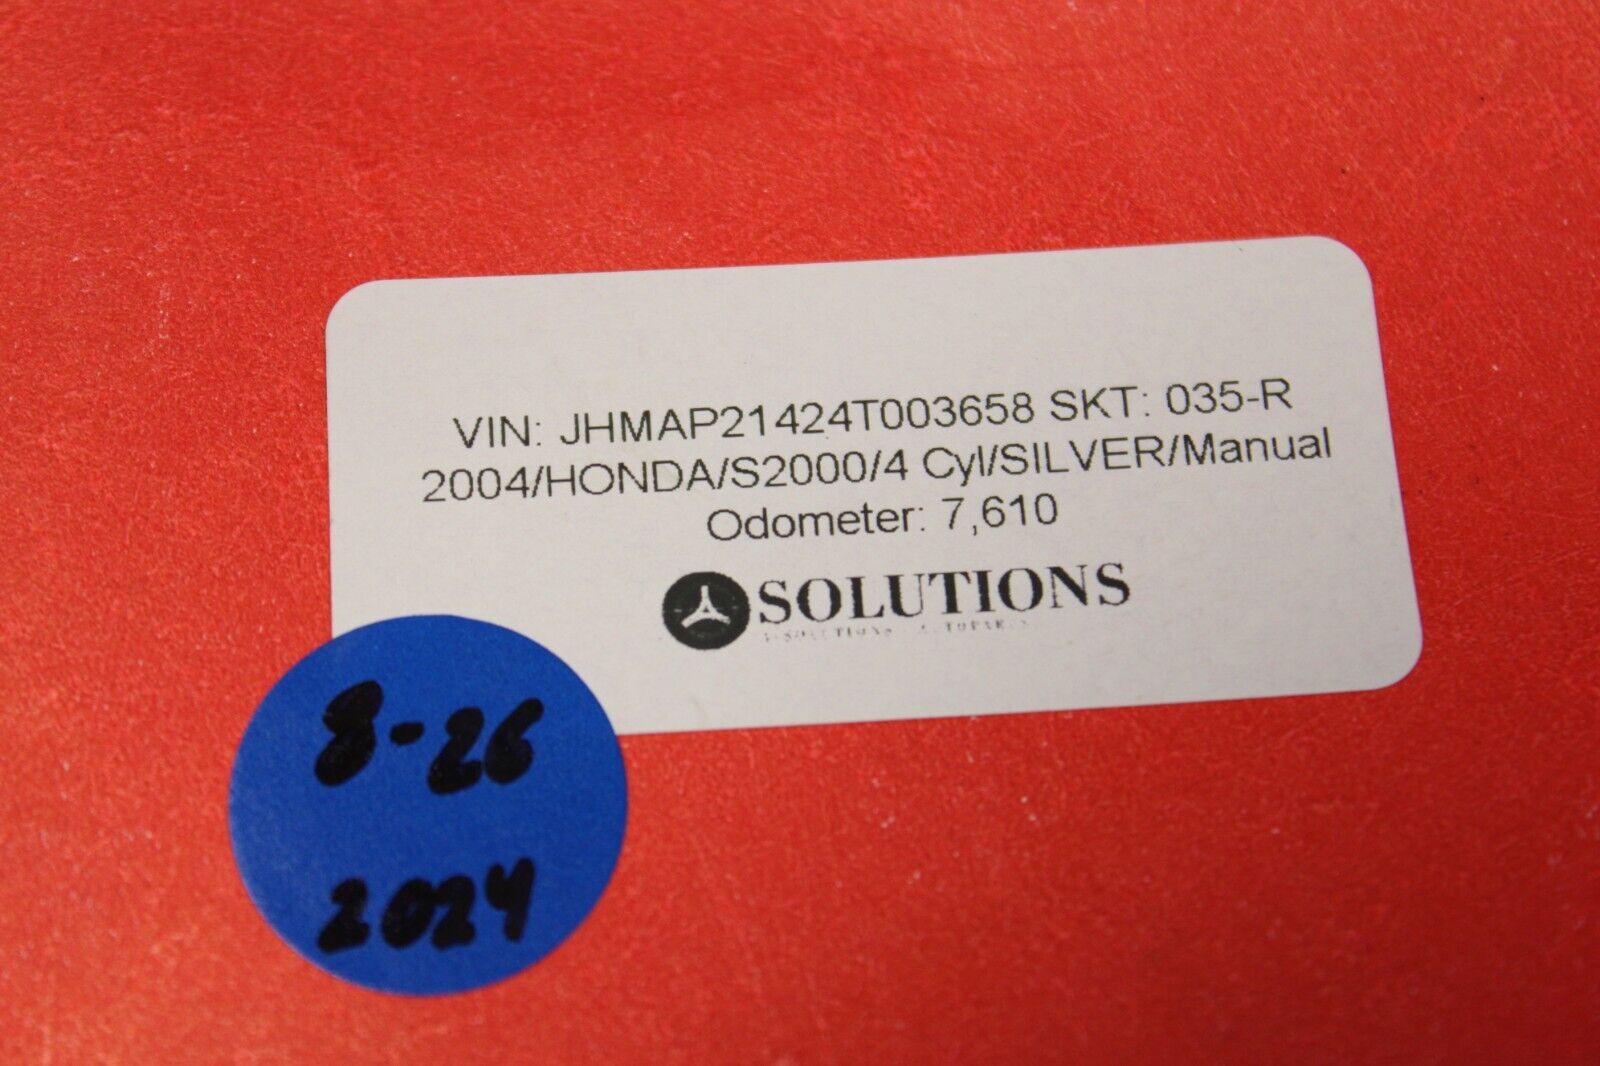 VIN: JHMAP21424T003658 SKT: 035-R
2004/HONDA/S2000/4 Cyl/SILVER/Manual
Odometer: 7,610
SOLUTIONS
8-26
2024